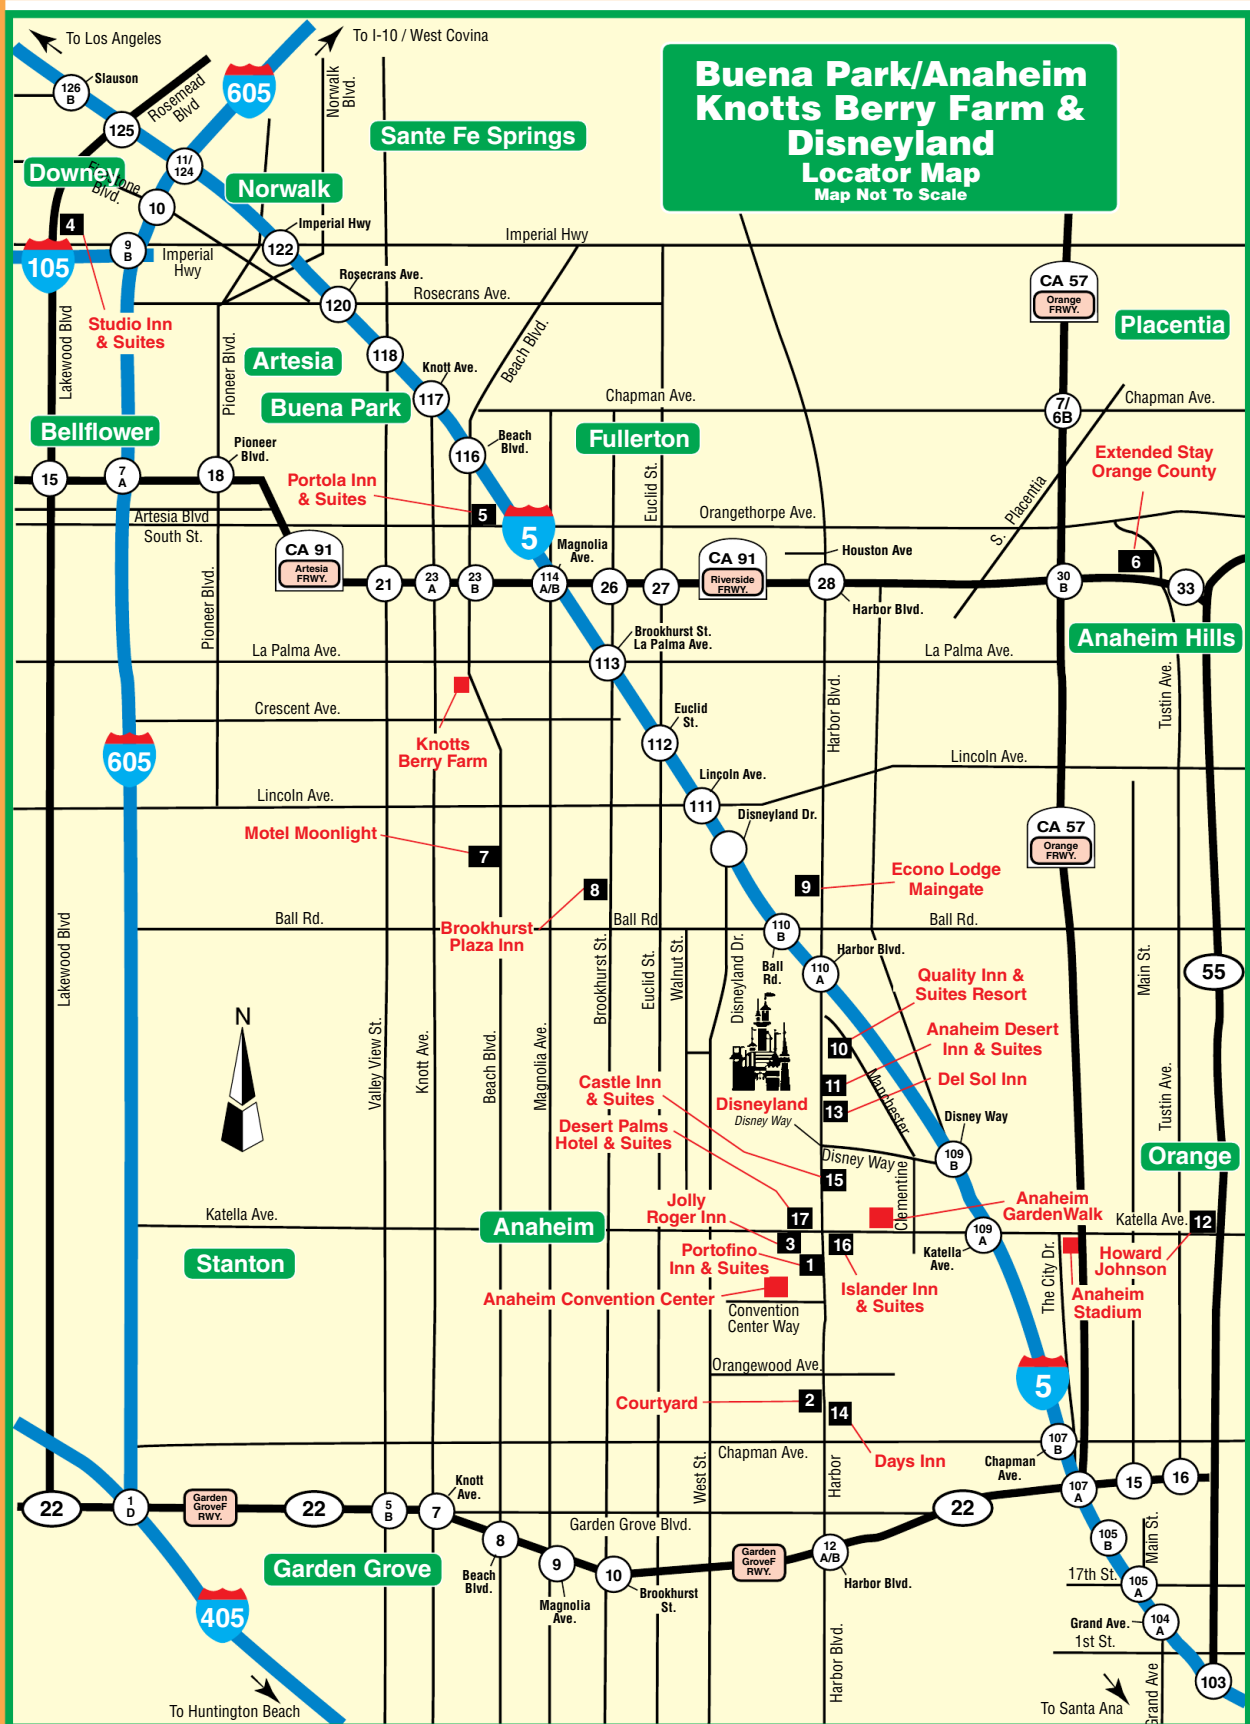 To Los Angeles
To I-10 / West Covina
Buena Park/Anaheim
Knotts Berry Farm &
Disneyland
Locator Map
Map Not To Scale
Slauson
126
B
Rosemead
Blvd
605
Norwalk
Blvd.
125
Sante Fe Springs
11/
124
Downey
Firestone
Blvd.
Norwalk
10
4
Imperial Hwy
Imperial Hwy
122
9
B
Imperial
Hwy
105
CA 57
Orange
FRWY.
Rosecrans Ave.
Rosecrans Ave.
120
Studio Inn
& Suites
Placentia
Lakewood Blvd
Pioneer Blvd.
Beach Blvd.
118
Artesia
Knott Ave.
117
Buena Park
Chapman Ave.
Chapman Ave.
7/
6B
Bellflower
Fullerton
Beach
Blvd.
116
Pioneer
Blvd.
15
7
A
18
Extended Stay
Orange County
Portola Inn
& Suites
5
Euclid St.
Orangethorpe Ave.
S. Placentia
Artesia Blvd
South St.
5
CA 91
Artesia
FRWY.
Magnolia
Ave.
CA 91
Riverside
FRWY.
Houston Ave
6
21
23
A
23
B
114
A/B
26
27
28
30
B
33
Harbor Blvd.
Pioneer Blvd.
Brookhurst St.
La Palma Ave.
Anaheim Hills
La Palma Ave.
113
La Palma Ave.
Tustin Ave.
Harbor Blvd.
Crescent Ave.
Euclid
St.
112
Knotts
Berry Farm
605
Lincoln Ave.
Lincoln Ave.
Lincoln Ave.
111
Disneyland Dr.
CA 57
Orange
FRWY.
Motel Moonlight
7
8
9
Econo Lodge
Maingate
Ball Rd.
Ball Rd
Ball Rd.
Brookhurst
Plaza Inn
110
B
Ball
Rd.
Harbor Blvd.
110
A
Lakewood Blvd
Brookhurst St.
Euclid St.
Walnut St.
Disneyland Dr.
Main St.
55
Quality Inn &
Suites Resort
N
Valley View St.
Knott Ave.
Beach Blvd.
Magnolia Ave.
10
Anaheim Desert
Inn & Suites
11
Manchester
Del Sol Inn
13
Castle Inn
& Suites
Disneyland
Disney Way
Tustin Ave.
Desert Palms
Hotel & Suites
Disney Way
109
B
Disney Way
Orange
15
Clementine
Jolly
Roger Inn
17
Anaheim
GardenWalk
Katella Ave.
Anaheim
Katella Ave.
12
3
16
109
A
Katella
Ave.
Stanton
Portofino
Inn & Suites
1
The City Dr.
Howard
Johnson
Islander Inn
& Suites
Anaheim Convention Center
Anaheim
Stadium
Convention
Center Way
Orangewood Ave.
5
Courtyard
2
14
Chapman Ave.
Days Inn
107
B
Chapman
Ave.
West St.
Harbor
22
1
D
Garden
GroveF
RWY.
22
5
B
Knott
Ave.
7
22
107
A
15
16
Garden Grove Blvd.
8
Beach
Blvd.
9
Magnolia
Ave.
10
Brookhurst
St.
Garden
GroveF
RWY.
12
A/B
Harbor Blvd.
105
B
Main St.
Garden Grove
17th St.
105
A
405
Grand Ave.
104
A
1st St.
Harbor Blvd.
Grand Ave
103
To Huntington Beach
To Santa Ana